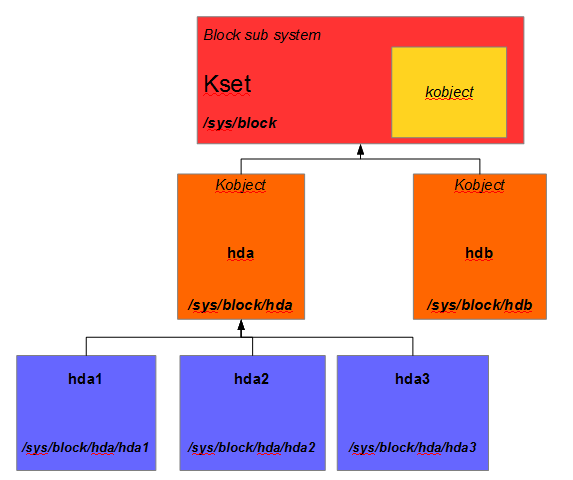 Block sub system
Kset
kobject
/sys/block
Kobject
Kobject
hda
hdb
/sys/block/hda
/sys/block/hdb
hda1
hda2
hda3
/sys/block/hda/hda1
/sys/block/hda/hda2
/sys/block/hda/hda3